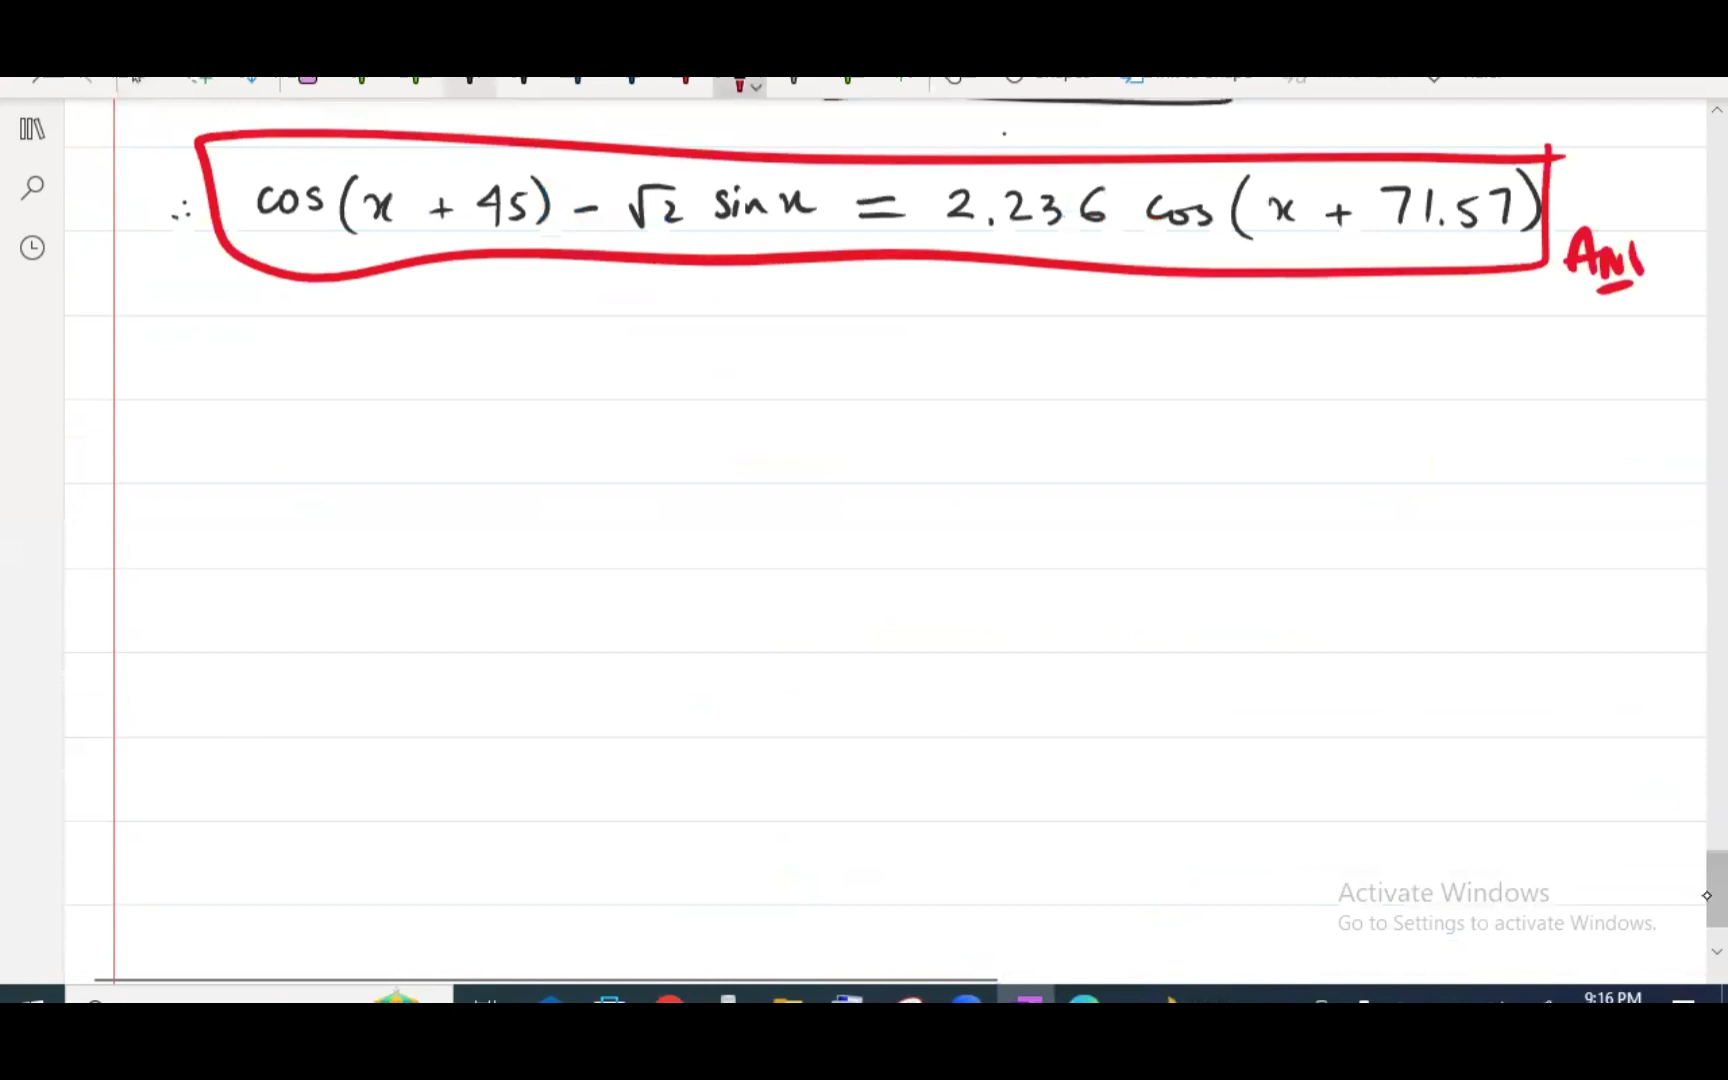 ∴ cos(x + 45) - √2 sin x = 2.236 cos(x + 71.57)
Ans
Activate Windows
Go to Settings to activate Windows.
9:16 PM